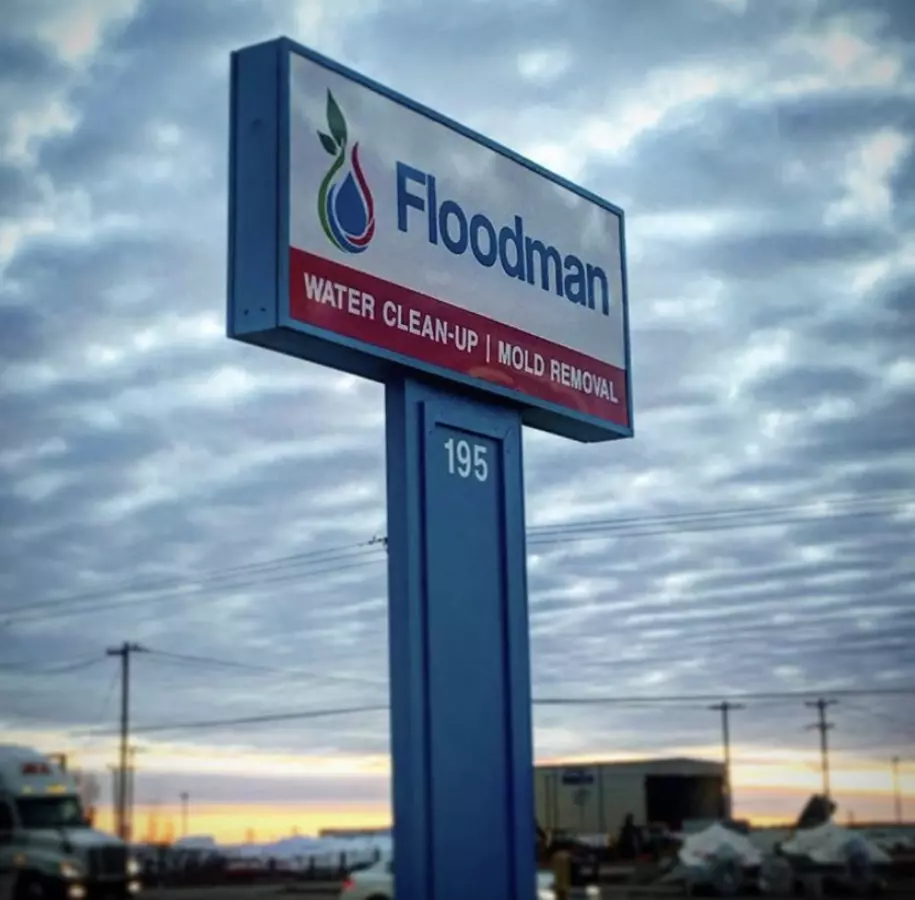 Floodman
WATER CLEAN-UP | MOLD REMOVAL
195